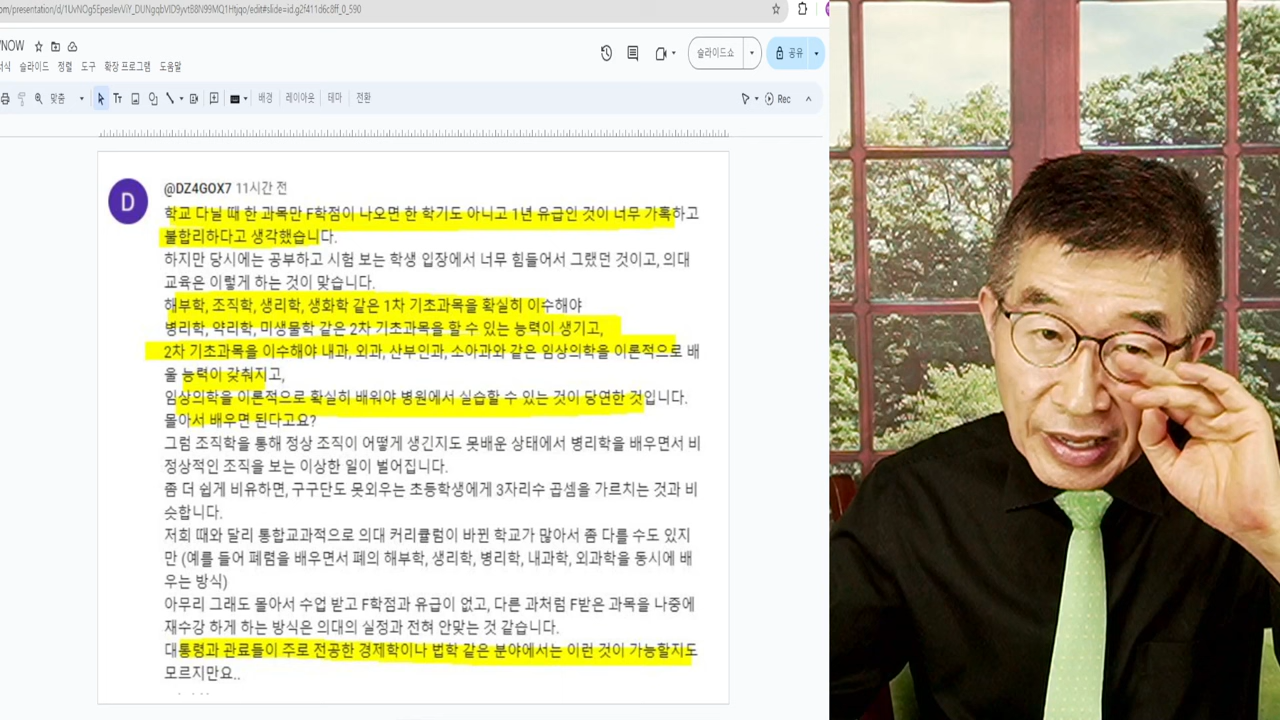 om/presentation/d/1UvNOg5EpeslevViY_DUNgqbVlD9yvtB8N99MQ1Htjqo/edit#slide=id.g2f411d6c8ff_0_590
NOW
서식 슬라이드 정렬 도구 확장 프로그램 도움말
슬라이드쇼
공유
맞춤
배경 레이아웃 테마 전환
Rec
D
@DZ4GOX7 11시간 전
학교 다닐 때 한 과목만 F학점이 나오면 한 학기도 아니고 1년 유급인 것이 너무 가혹하고
불합리하다고 생각했습니다.
하지만 당시에는 공부하고 시험 보는 학생 입장에서 너무 힘들어서 그랬던 것이고, 의대
교육은 이렇게 하는 것이 맞습니다.
해부학, 조직학, 생리학, 생화학 같은 1차 기초과목을 확실히 이수해야
병리학, 약리학, 미생물학 같은 2차 기초과목을 할 수 있는 능력이 생기고,
2차 기초과목을 이수해야 내과, 외과, 산부인과, 소아과와 같은 임상의학을 이론적으로 배
울 능력이 갖춰지고,
임상의학을 이론적으로 확실히 배워야 병원에서 실습할 수 있는 것이 당연한 것입니다.
몰아서 배우면 된다고요?
그럼 조직학을 통해 정상 조직이 어떻게 생긴지도 못배운 상태에서 병리학을 배우면서 비
정상적인 조직을 보는 이상한 일이 벌어집니다.
좀 더 쉽게 비유하면, 구구단도 못외우는 초등학생에게 3자리수 곱셈을 가르치는 것과 비
슷합니다.
저희 때와 달리 통합교과적으로 의대 커리큘럼이 바뀐 학교가 많아서 좀 다를 수도 있지
만 (예를 들어 폐렴을 배우면서 폐의 해부학, 생리학, 병리학, 내과학, 외과학을 동시에 배
우는 방식)
아무리 그래도 몰아서 수업 받고 F학점과 유급이 없고, 다른 과처럼 F받은 과목을 나중에
재수강 하게 하는 방식은 의대의 실정과 전혀 안맞는 것 같습니다.
대통령과 관료들이 주로 전공한 경제학이나 법학 같은 분야에서는 이런 것이 가능할지도
모르지만요..